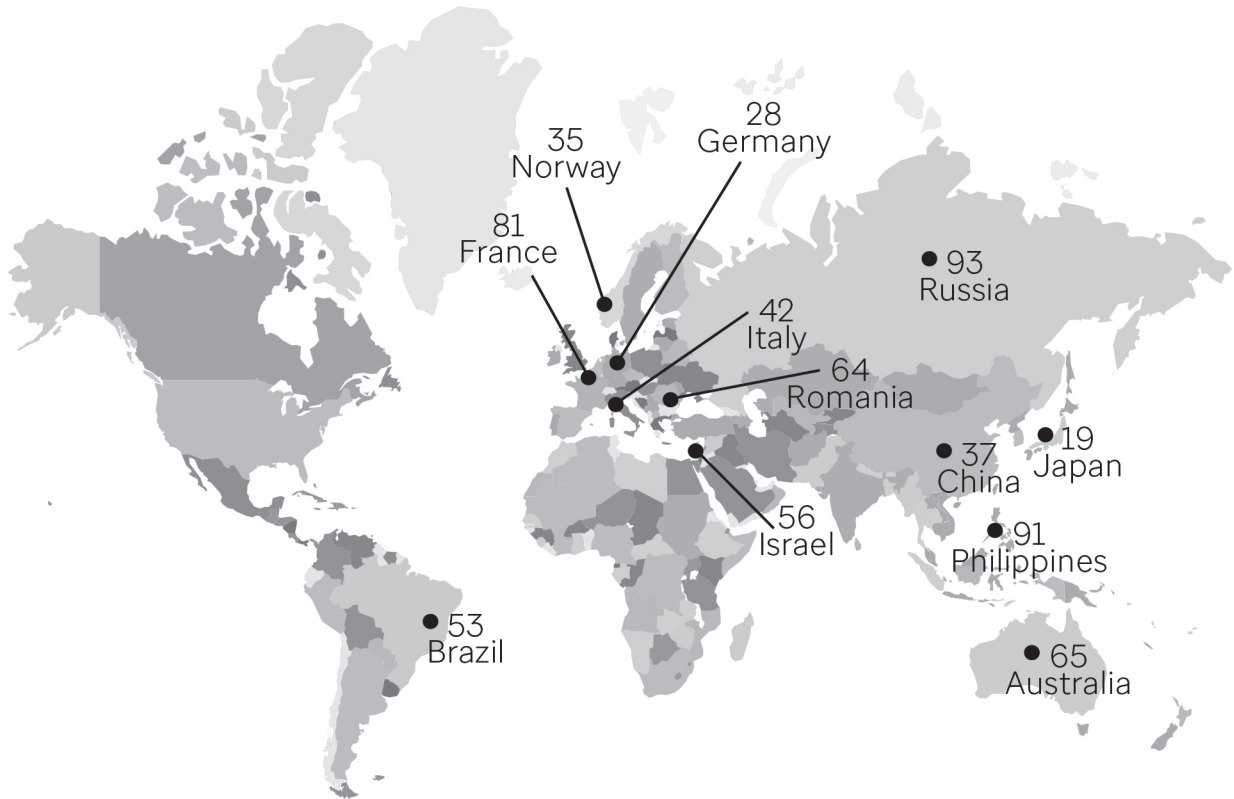 28
Germany
35
Norway
81
France
93
Russia
42
Italy
64
Romania
19
Japan
37
China
56
Israel
91
Philippines
53
Brazil
65
Australia